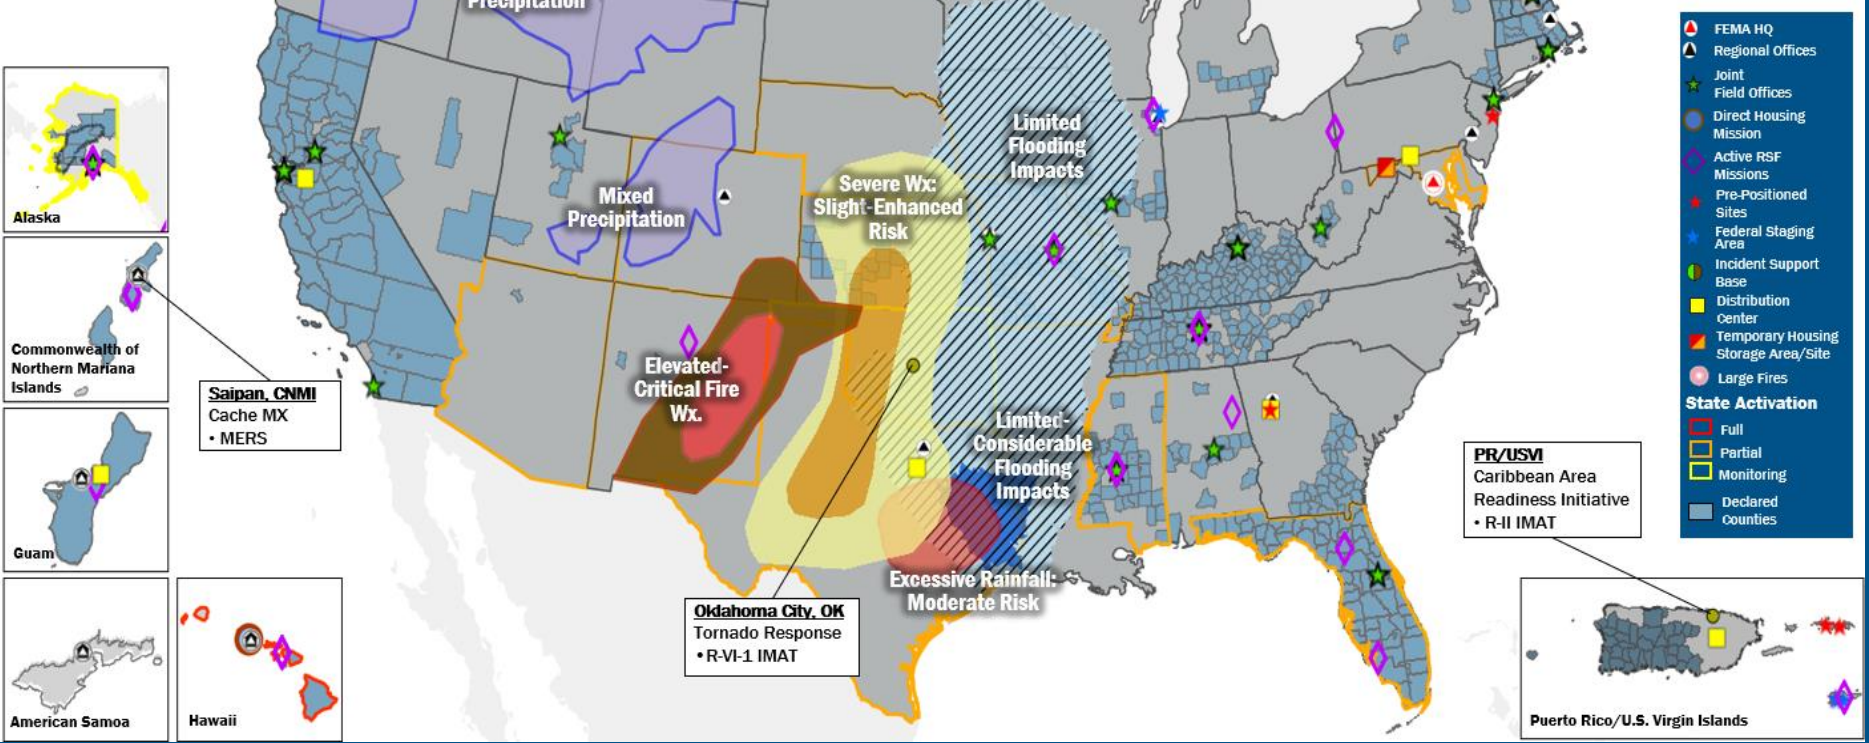 Precipitation
Limited
Flooding
Impacts
Severe Wx:
Slight-Enhanced
Risk
Mixed
Precipitation
Elevated-
Critical Fire
Wx.
Limited-
Considerable
Flooding
Impacts
Excessive Rainfall:
Moderate Risk
Alaska
Commonwealth of
Northern Mariana
Islands
Guam
American Samoa
Hawaii
Saipan, CNMI
Cache MX
• MERS
Oklahoma City, OK
Tornado Response
• R-VI-1 IMAT
PR/USVI
Caribbean Area
Readiness Initiative
• R-II IMAT
Puerto Rico/U.S. Virgin Islands
FEMA HQ
Regional Offices
Joint
Field Offices
Direct Housing
Mission
Active RSF
Missions
Pre-Positioned
Sites
Federal Staging
Area
Incident Support
Base
Distribution
Center
Temporary Housing
Storage Area/Site
Large Fires
State Activation
Full
Partial
Monitoring
Declared
Counties